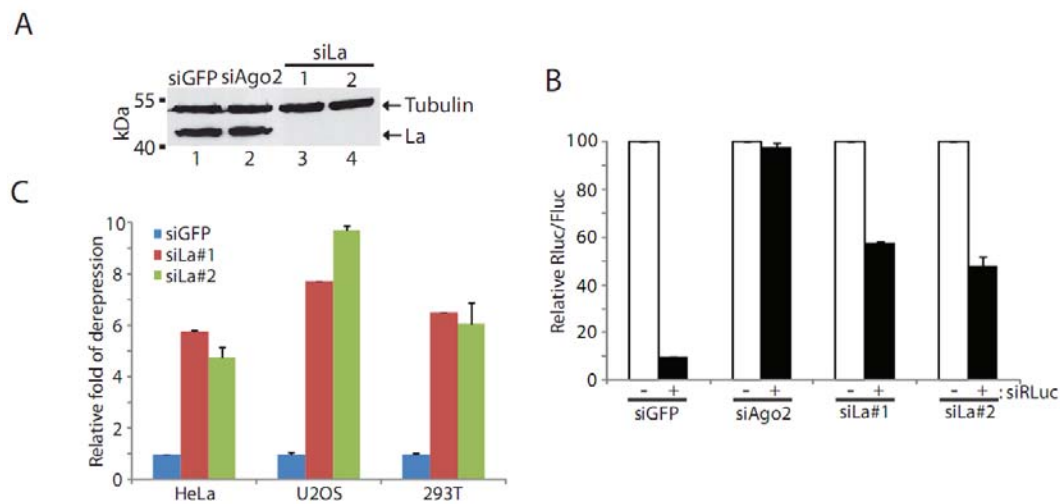 A
siLa
siGFP siAgo2 1 2
kDa
55
40
Tubulin
La
1 2 3 4
B
Relative Rluc/Fluc
100
80
60
40
20
0
- + - + - + - + : siRLuc
siGFP siAgo2 siLa#1 siLa#2
C
Relative fold of derepression
10
8
6
4
2
0
siGFP
siLa#1
siLa#2
HeLa U2OS 293T